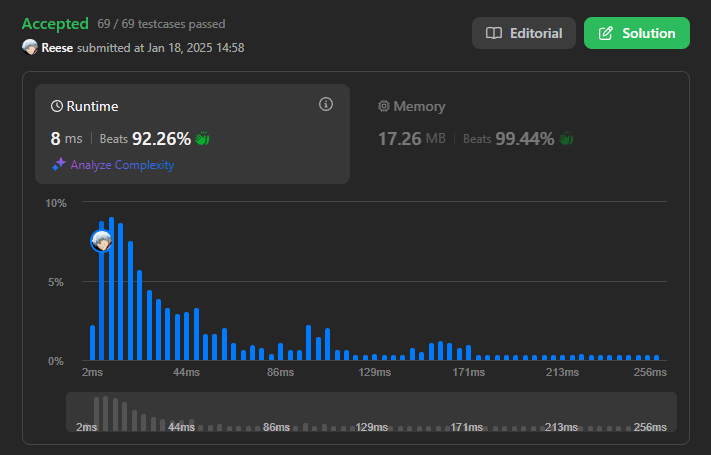 Accepted 69 / 69 testcases passed
Reese submitted at Jan 18, 2025 14:58
Editorial
Solution
Runtime
8 ms | Beats 92.26%
Analyze Complexity
Memory
17.26 MB | Beats 99.44%
10%
5%
0%
2ms 44ms 86ms 129ms 171ms 213ms 256ms
2ms 44ms 86ms 129ms 171ms 213ms 256ms